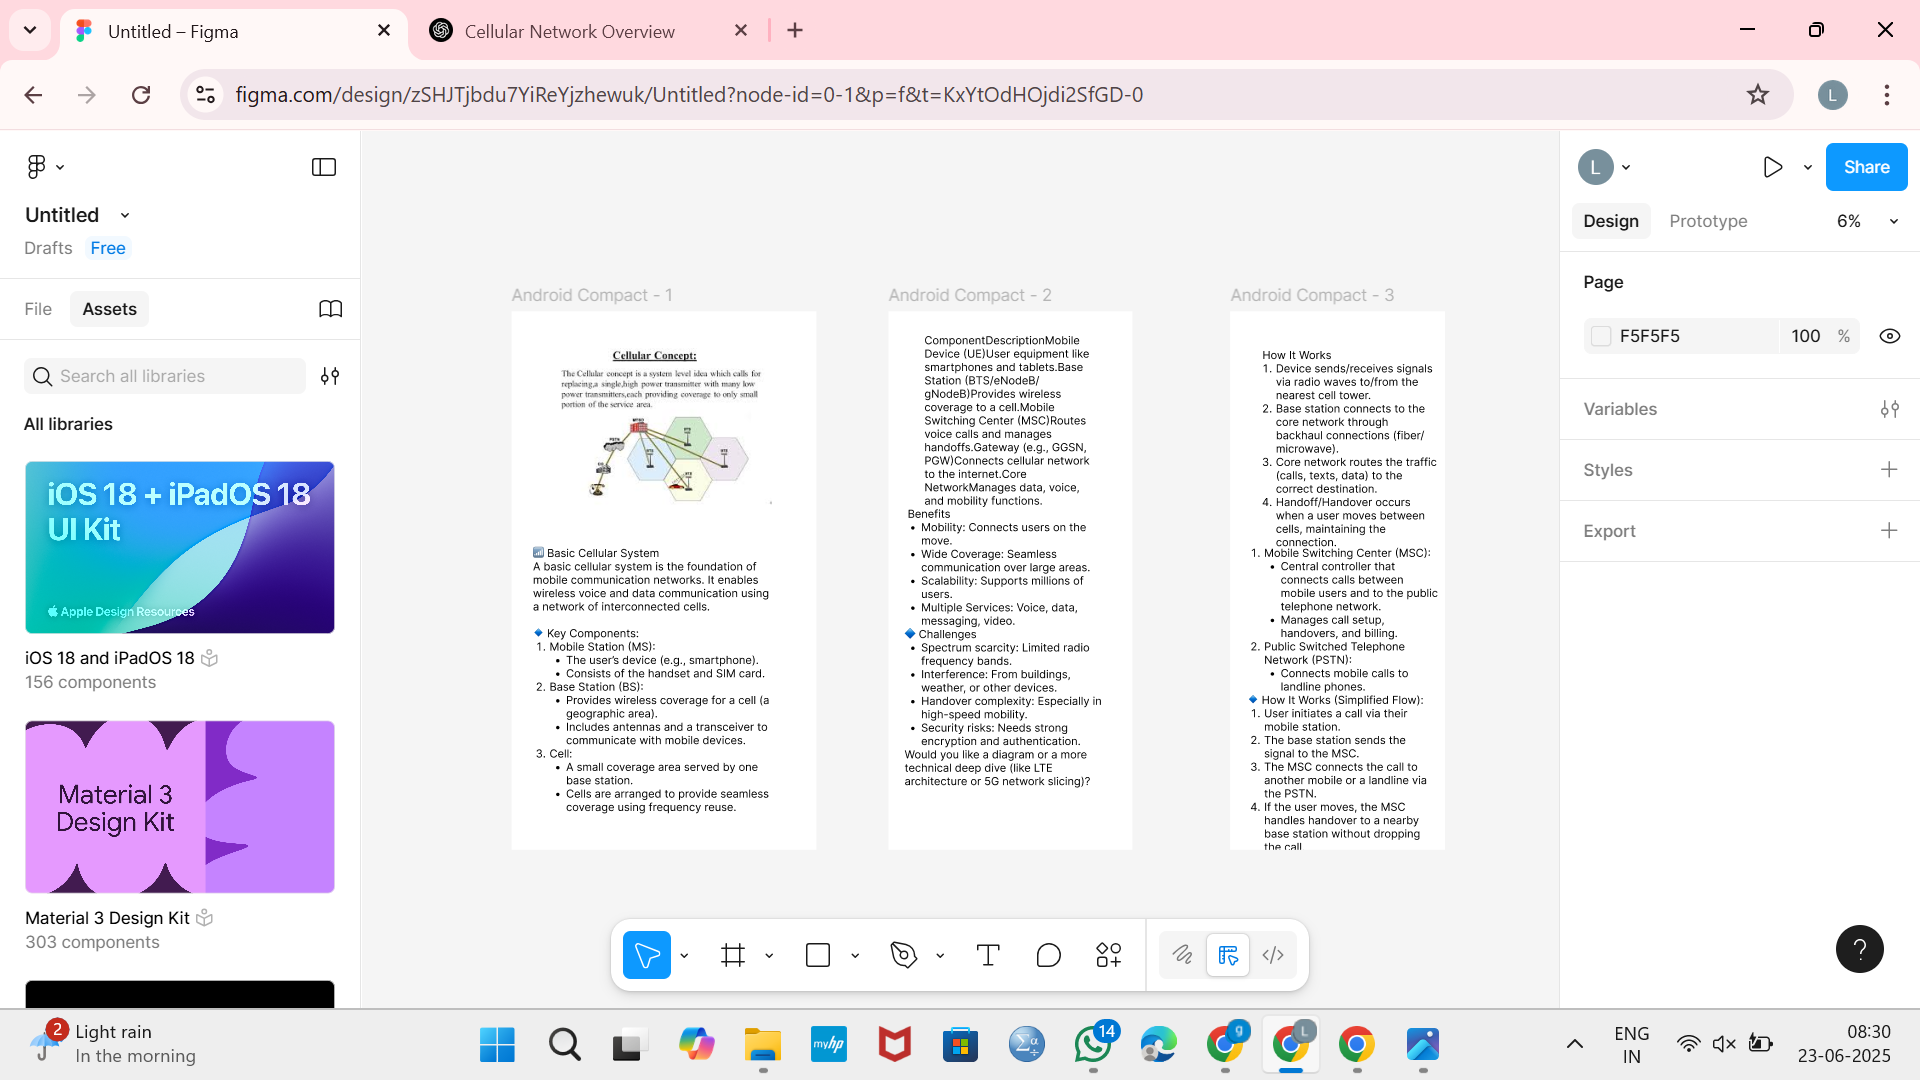 Untitled – Figma
Cellular Network Overview
figma.com/design/zSHJTjbdu7YiReYjzhewuk/Untitled?node-id=0-1&p=f&t=KxYtOdHOjdi2SfGD-0
L
Untitled
Drafts
Free
File
Assets
Search all libraries
All libraries
iOS 18 + iPadOS 18
UI Kit
Apple Design Resources
iOS 18 and iPadOS 18
156 components
Material 3
Design Kit
Material 3 Design Kit
303 components
Android Compact - 1
Cellular Concept:
The Cellular concept is a system level idea which calls for
replacing,a single,high power transmitter with many low
power transmitters,each providing coverage to only small
portion of the service area.
Basic Cellular System
A basic cellular system is the foundation of
mobile communication networks. It enables
wireless voice and data communication using
a network of interconnected cells.
Key Components:
1. Mobile Station (MS):
• The user's device (e.g., smartphone).
• Consists of the handset and SIM card.
2. Base Station (BS):
• Provides wireless coverage for a cell (a
geographic area).
• Includes antennas and a transceiver to
communicate with mobile devices.
3. Cell:
• A small coverage area served by one
base station.
• Cells are arranged to provide seamless
coverage using frequency reuse.
Android Compact - 2
ComponentDescriptionMobile
Device (UE)User equipment like
smartphones and tablets.Base
Station (BTS/eNodeB/
gNodeB)Provides wireless
coverage to a cell.Mobile
Switching Center (MSC)Routes
voice calls and manages
handoffs.Gateway (e.g., GGSN,
PGW)Connects cellular network
to the internet.Core
NetworkManages data, voice,
and mobility functions.
Benefits
• Mobility: Connects users on the
move.
• Wide Coverage: Seamless
communication over large areas.
• Scalability: Supports millions of
users.
• Multiple Services: Voice, data,
messaging, video.
Challenges
• Spectrum scarcity: Limited radio
frequency bands.
• Interference: From buildings,
weather, or other devices.
• Handover complexity: Especially in
high-speed mobility.
• Security risks: Needs strong
encryption and authentication.
Would you like a diagram or a more
technical deep dive (like LTE
architecture or 5G network slicing)?
Android Compact - 3
How It Works
1. Device sends/receives signals
via radio waves to/from the
nearest cell tower.
2. Base station connects to the
core network through
backhaul connections (fiber/
microwave).
3. Core network routes the traffic
(calls, texts, data) to the
correct destination.
4. Handoff/Handover occurs
when a user moves between
cells, maintaining the
connection.
1. Mobile Switching Center (MSC):
• Central controller that
connects calls between
mobile users and to the public
telephone network.
• Manages call setup,
handovers, and billing.
2. Public Switched Telephone
Network (PSTN):
• Connects mobile calls to
landline phones.
How It Works (Simplified Flow):
1. User initiates a call via their
mobile station.
2. The base station sends the
signal to the MSC.
3. The MSC connects the call to
another mobile or a landline via
the PSTN.
4. If the user moves, the MSC
handles handover to a nearby
base station without dropping
the call
L
Share
Design
Prototype
6%
Page
F5F5F5
100
%
Variables
Styles
Export
?
2
Light rain
In the morning
myhp
14
g
L
ENG
IN
08:30
23-06-2025